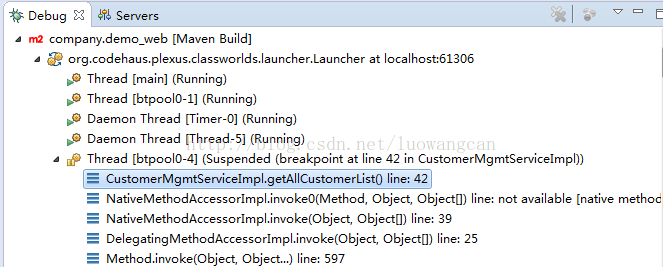 Debug Servers
m2 company.demo_web [Maven Build]
org.codehaus.plexus.classworlds.launcher.Launcher at localhost:61306
Thread [main] (Running)
Thread [btpool0-1] (Running)
Daemon Thread [Timer-0] (Running)
Daemon Thread [Thread-5] (Running)
http://blog.csdn.net/luowangcan
Thread [btpool0-4] (Suspended (breakpoint at line 42 in CustomerMgmtServiceImpl))
CustomerMgmtServiceImpl.getAllCustomerList() line: 42
NativeMethodAccessorImpl.invoke0(Method, Object, Object[]) line: not available [native method
NativeMethodAccessorImpl.invoke(Object, Object[]) line: 39
DelegatingMethodAccessorImpl.invoke(Object, Object[]) line: 25
Method.invoke(Object, Object...) line: 597